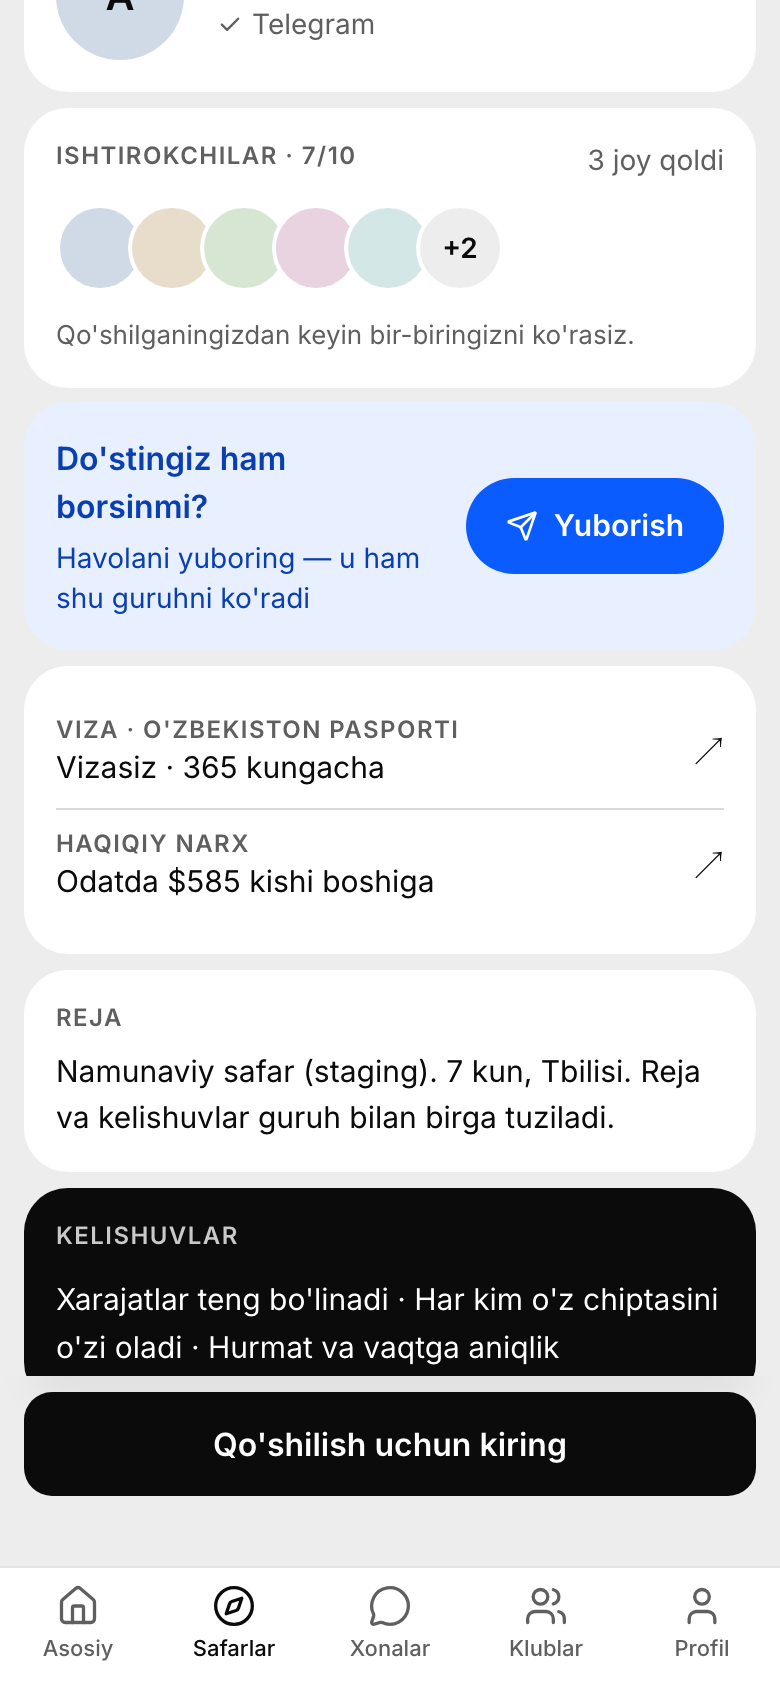 A
Telegram
ISHTIROKCHILAR · 7/10
3 joy qoldi
+2
Qo'shilganingizdan keyin bir-biringizni ko'rasiz.
Do'stingiz ham
borsinmi?
Havolani yuboring — u ham
shu guruhni ko'radi
Yuborish
VIZA · O'ZBEKISTON PASPORTI
Vizasiz · 365 kungacha
HAQIQIY NARX
Odatda $585 kishi boshiga
REJA
Namunaviy safar (staging). 7 kun, Tbilisi. Reja
va kelishuvlar guruh bilan birga tuziladi.
KELISHUVLAR
Xarajatlar teng bo'linadi · Har kim o'z chiptasini
o'zi oladi · Hurmat va vaqtga aniqlik
Qo'shilish uchun kiring
Asosiy
Safarlar
Xonalar
Klublar
Profil